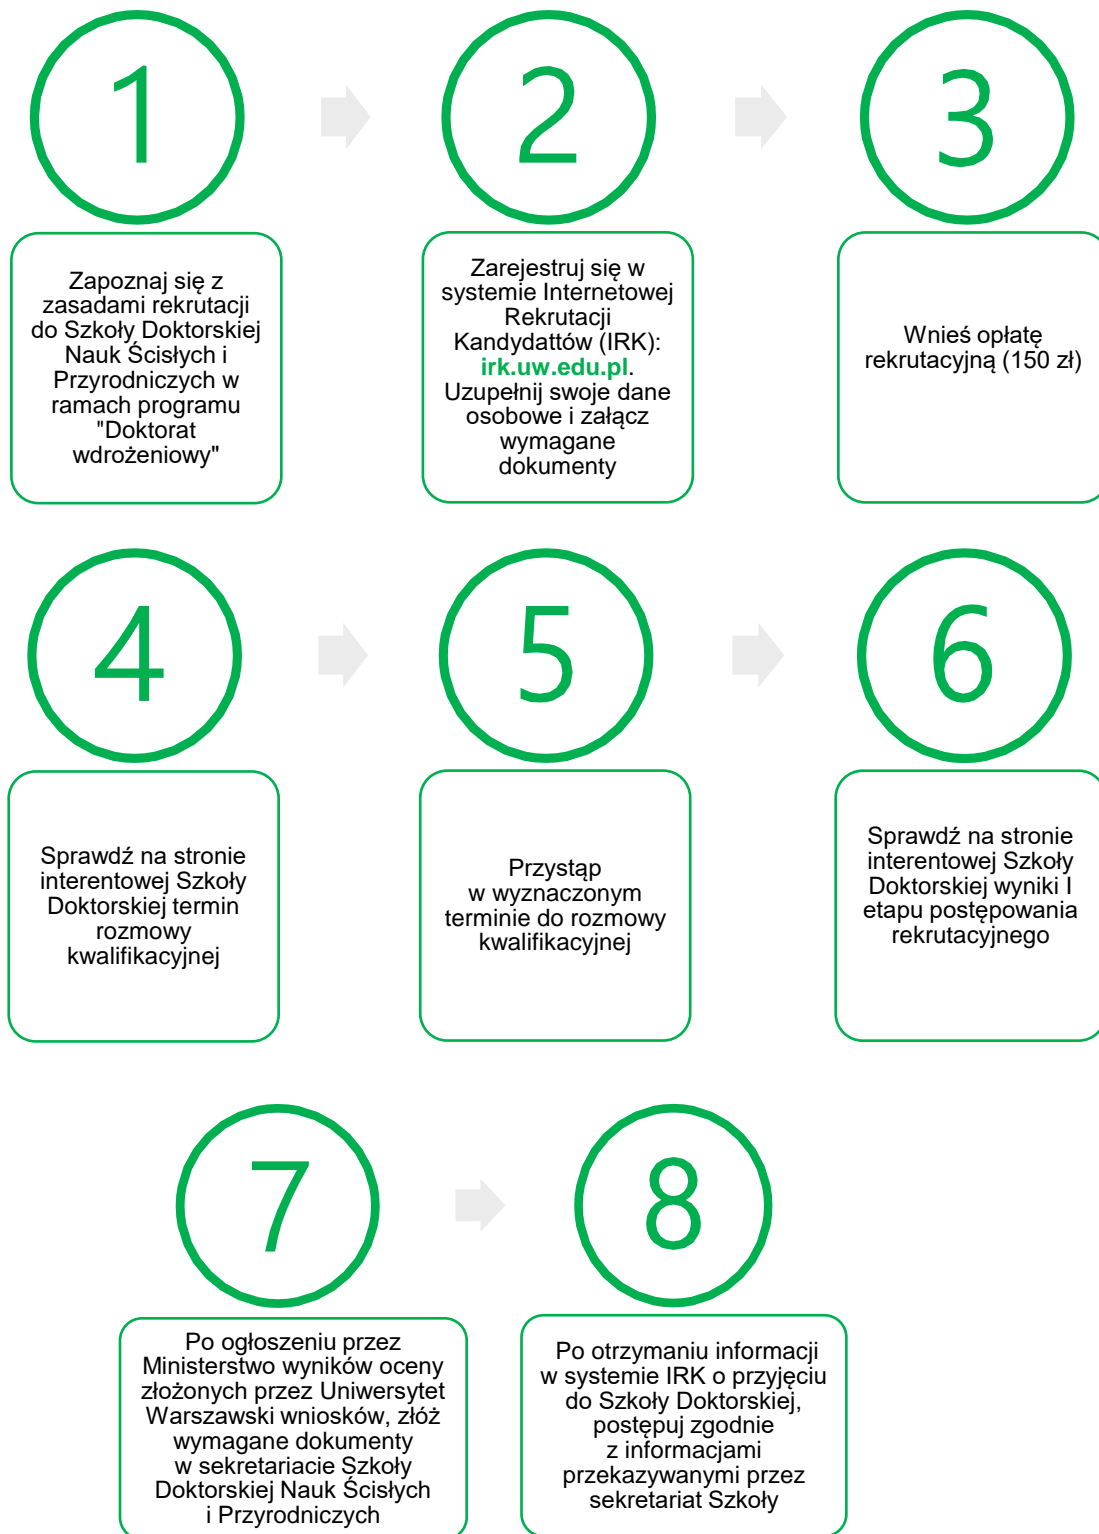 1
2
3
Zapoznaj się z
zasadami rekrutacji
do Szkoły Doktorskiej
Nauk Ścisłych i
Przyrodniczych w
ramach programu
"Doktorat
wdrożeniowy"
Zarejestruj się w
systemie Internetowej
Rekrutacji
Kandydattów (IRK):
irk.uw.edu.pl.
Uzupełnij swoje dane
osobowe i załącz
wymagane
dokumenty
Wnieś opłatę
rekrutacyjną (150 zł)
4
5
6
Sprawdź na stronie
interentowej Szkoły
Doktorskiej termin
rozmowy
kwalifikacyjnej
Przystąp
w wyznaczonym
terminie do rozmowy
kwalifikacyjnej
Sprawdź na stronie
interentowej Szkoły
Doktorskiej wyniki I
etapu postępowania
rekrutacyjnego
7
8
Po ogłoszeniu przez
Ministerstwo wyników oceny
złożonych przez Uniwersytet
Warszawski wniosków, złóż
wymagane dokumenty
w sekretariacie Szkoły
Doktorskiej Nauk Ścisłych
i Przyrodniczych
Po otrzymaniu informacji
w systemie IRK o przyjęciu
do Szkoły Doktorskiej,
postępuj zgodnie
z informacjami
przekazywanymi przez
sekretariat Szkoły